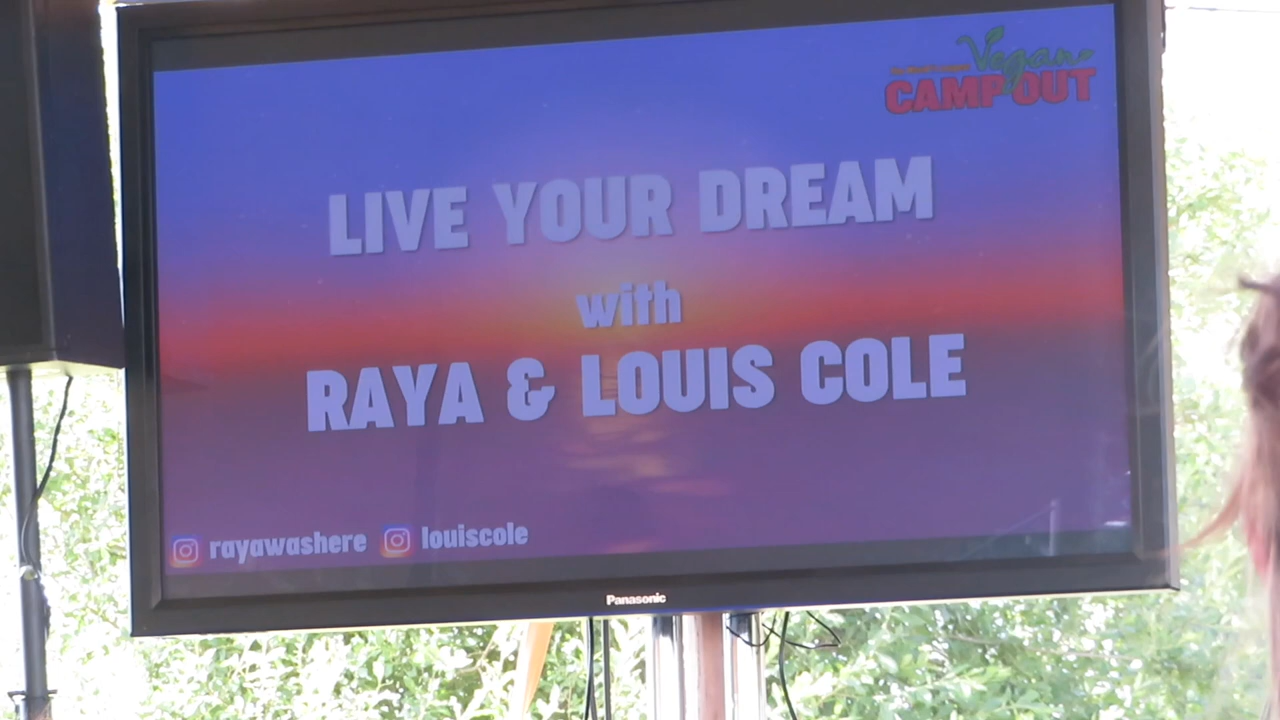 Vegan
CAMP OUT
LIVE YOUR DREAM
with
RAYA & LOUIS COLE
rayawashere louiscole
Panasonic